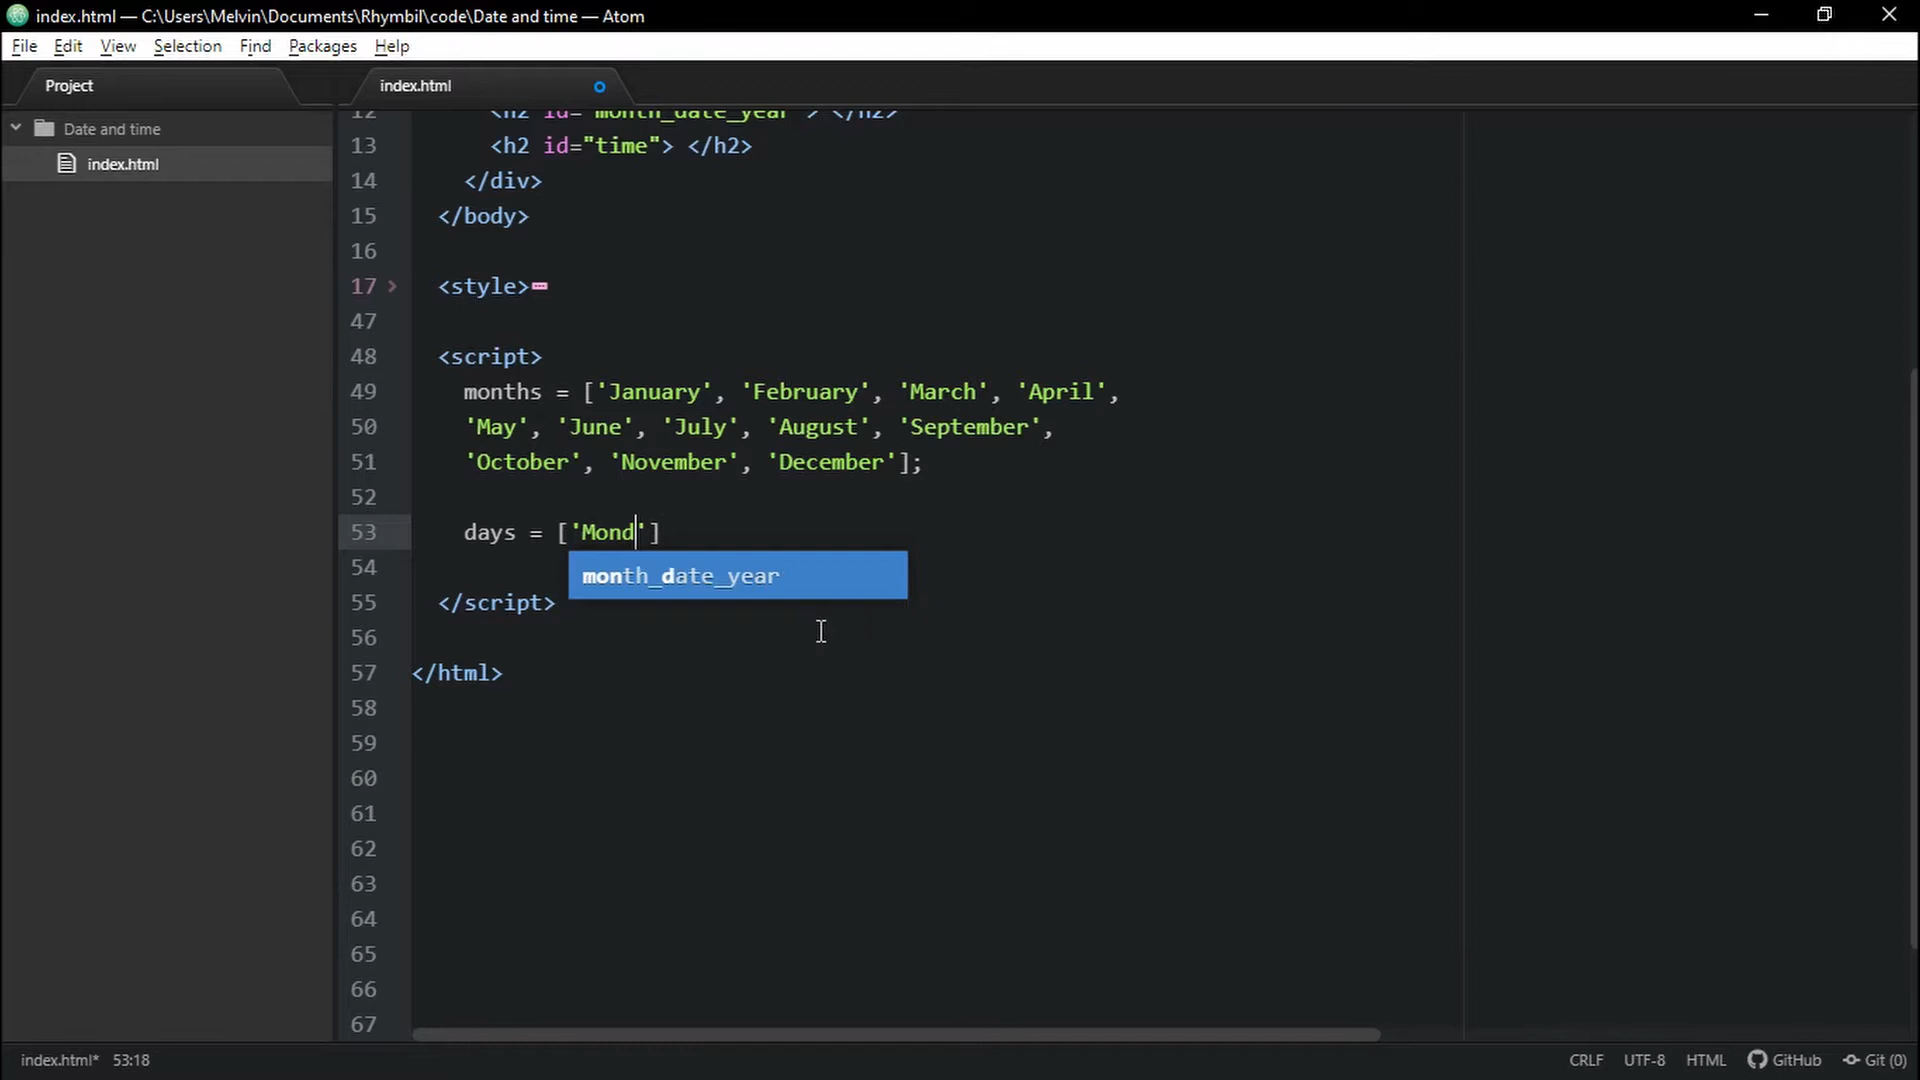 index.html — C:\Users\Melvin\Documents\Rhymbil\code\Date and time — Atom
File Edit View Selection Find Packages Help
Project
index.html
Date and time
index.html
12 <h2 id="month_date_year"> </h2>
13 <h2 id="time"> </h2>
14 </div>
15 </body>
16
17 <style>
47
48 <script>
49 months = ['January', 'February', 'March', 'April',
50 'May', 'June', 'July', 'August', 'September',
51 'October', 'November', 'December'];
52
53 days = ['Mond']
month_date_year
54
55 </script>
56
57 </html>
58
59
60
61
62
63
64
65
66
67
index.html* 53:18 CRLF UTF-8 HTML GitHub Git (0)